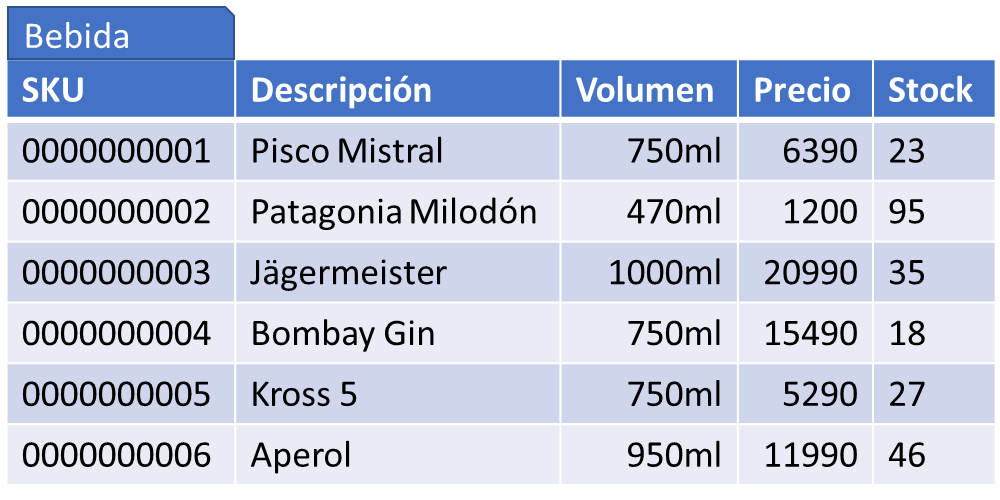 Bebida
SKU Descripción Volumen Precio Stock
0000000001 Pisco Mistral 750ml 6390 23
0000000002 Patagonia Milodón 470ml 1200 95
0000000003 Jägermeister 1000ml 20990 35
0000000004 Bombay Gin 750ml 15490 18
0000000005 Kross 5 750ml 5290 27
0000000006 Aperol 950ml 11990 46